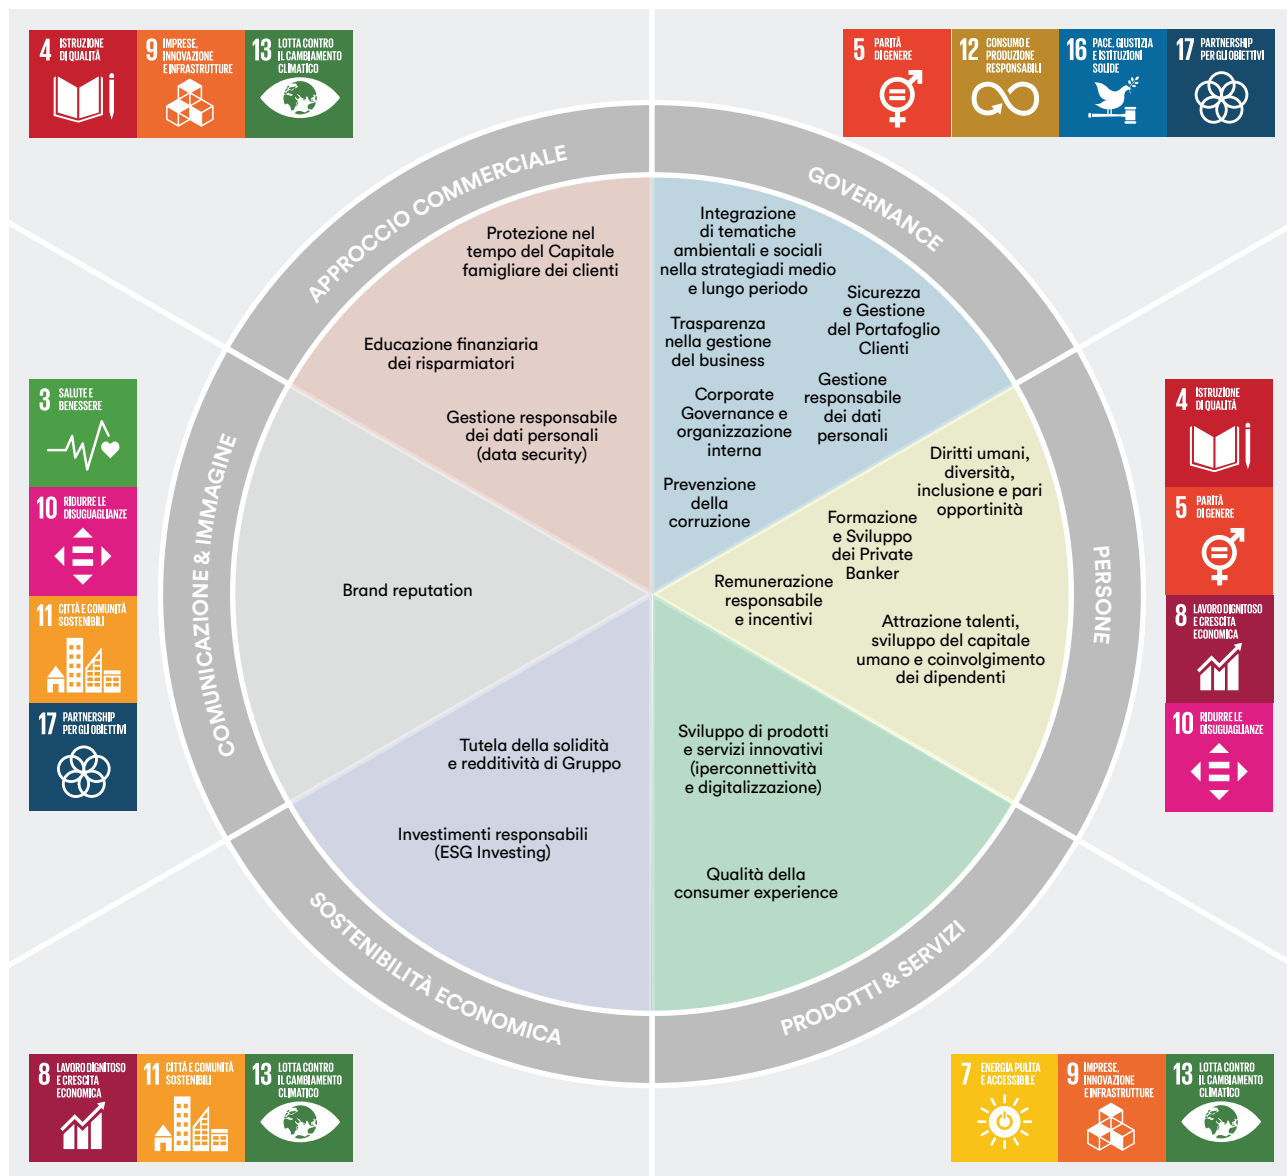 4 ISTRUZIONE
DI QUALITÀ
9 IMPRESE,
INNOVAZIONE
E INFRASTRUTTURE
13 LOTTA CONTRO
IL CAMBIAMENTO
CLIMATICO
5 PARITÀ
DI GENERE
12 CONSUMO E
PRODUZIONE
RESPONSABILI
16 PACE, GIUSTIZIA
E ISTITUZIONI
SOLIDE
17 PARTNERSHIP
PER GLI OBIETTIVI
APPROCCIO COMMERCIALE
Protezione nel
tempo del Capitale
famigliare dei clienti
Educazione finanziaria
dei risparmiatori
Gestione responsabile
dei dati personali
(data security)
GOVERNANCE
Integrazione
di tematiche
ambientali e sociali
nella strategiadi medio
e lungo periodo
Sicurezza
e Gestione
del Portafoglio
Clienti
Trasparenza
nella gestione
del business
Gestione
responsabile
dei dati
personali
Corporate
Governance e
organizzazione
interna
Prevenzione
della
corruzione
3 SALUTE E
BENESSERE
10 RIDURRE LE
DISUGUAGLIANZE
11 CITTÀ E COMUNITÀ
SOSTENIBILI
17 PARTNERSHIP
PER GLI OBIETTIVI
COMUNICAZIONE & IMMAGINE
Brand reputation
PERSONE
Diritti umani,
diversità,
inclusione e pari
opportinità
Formazione
e Sviluppo
dei Private
Banker
Remunerazione
responsabile
e incentivi
Attrazione talenti,
sviluppo del capitale
umano e coinvolgimento
dei dipendenti
4 ISTRUZIONE
DI QUALITÀ
5 PARITÀ
DI GENERE
8 LAVORO DIGNITOSO
E CRESCITA
ECONOMICA
10 RIDURRE LE
DISUGUAGLIANZE
Tutela della solidità
e redditività di Gruppo
Investimenti responsabili
(ESG Investing)
SOSTENIBILITÀ ECONOMICA
Sviluppo di prodotti
e servizi innovativi
(iperconnettività
e digitalizzazione)
Qualità della
consumer experience
PRODOTTI & SERVIZI
8 LAVORO DIGNITOSO
E CRESCITA
ECONOMICA
11 CITTÀ E COMUNITÀ
SOSTENIBILI
13 LOTTA CONTRO
IL CAMBIAMENTO
CLIMATICO
7 ENERGIA PULITA
E ACCESSIBILE
9 IMPRESE,
INNOVAZIONE
E INFRASTRUTTURE
13 LOTTA CONTRO
IL CAMBIAMENTO
CLIMATICO